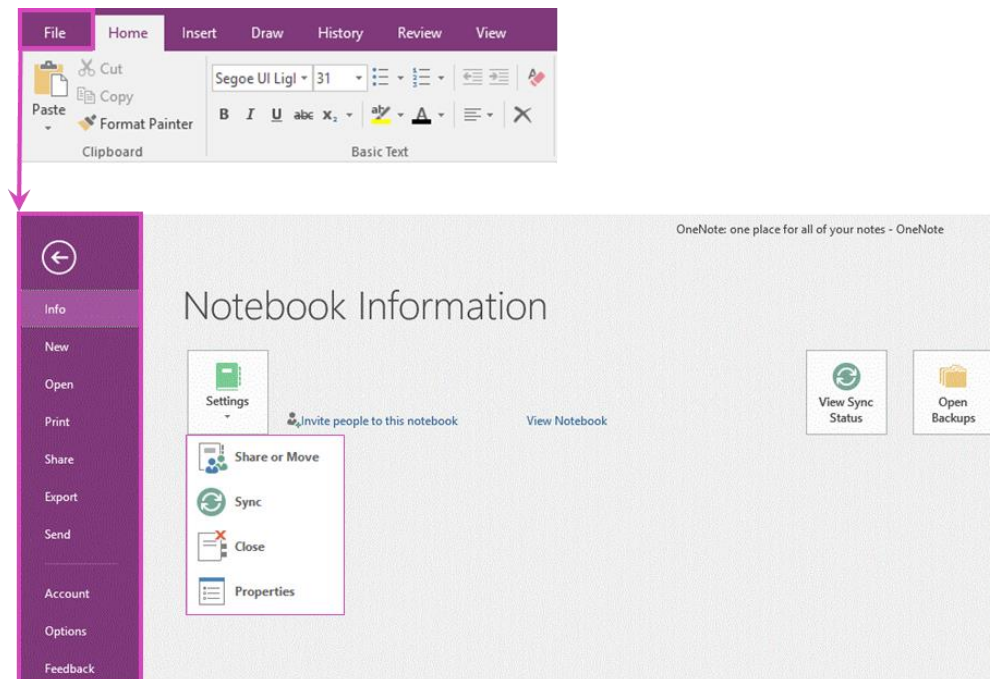 File Home Insert Draw History Review View
Cut
Copy
Paste
Format Painter
Clipboard
Segoe UI Ligl 31
B I U abc X₂ aby A
Basic Text
OneNote: one place for all of your notes - OneNote
Info
New
Open
Print
Share
Export
Send
Account
Options
Feedback
Notebook Information
Settings
Invite people to this notebook View Notebook
View Sync
Status
Open
Backups
Share or Move
Sync
Close
Properties